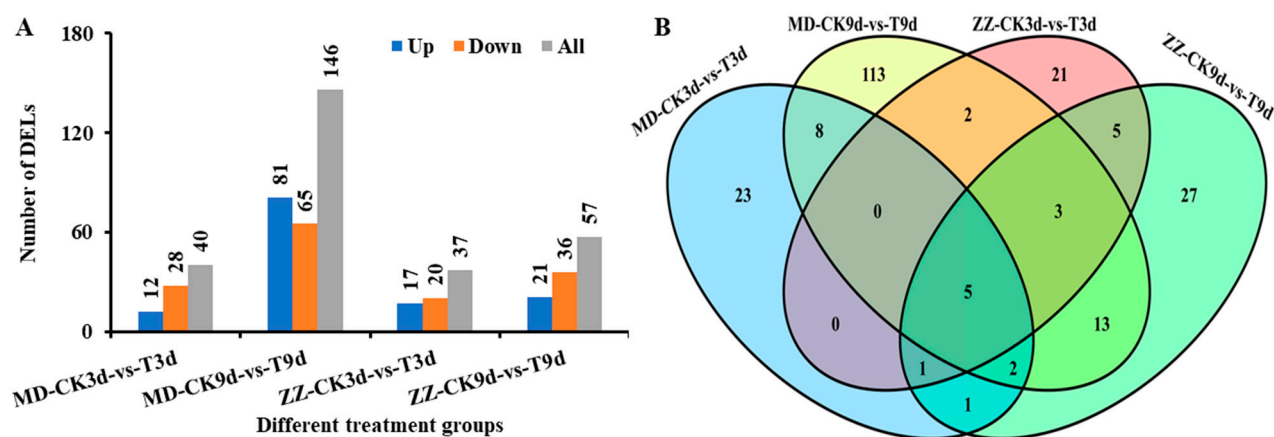 A
Number of DELs
180
120
60
0
Up Down All
12 28 40
81 65 146
17 20 37
21 36 57
MD-CK3d-vs-T3d
MD-CK9d-vs-T9d
ZZ-CK3d-vs-T3d
ZZ-CK9d-vs-T9d
Different treatment groups
B
MD-CK3d-vs-T3d
MD-CK9d-vs-T9d
ZZ-CK3d-vs-T3d
ZZ-CK9d-vs-T9d
113 21
2
8 5
23 27
0 3
5
0 13
1 2
1